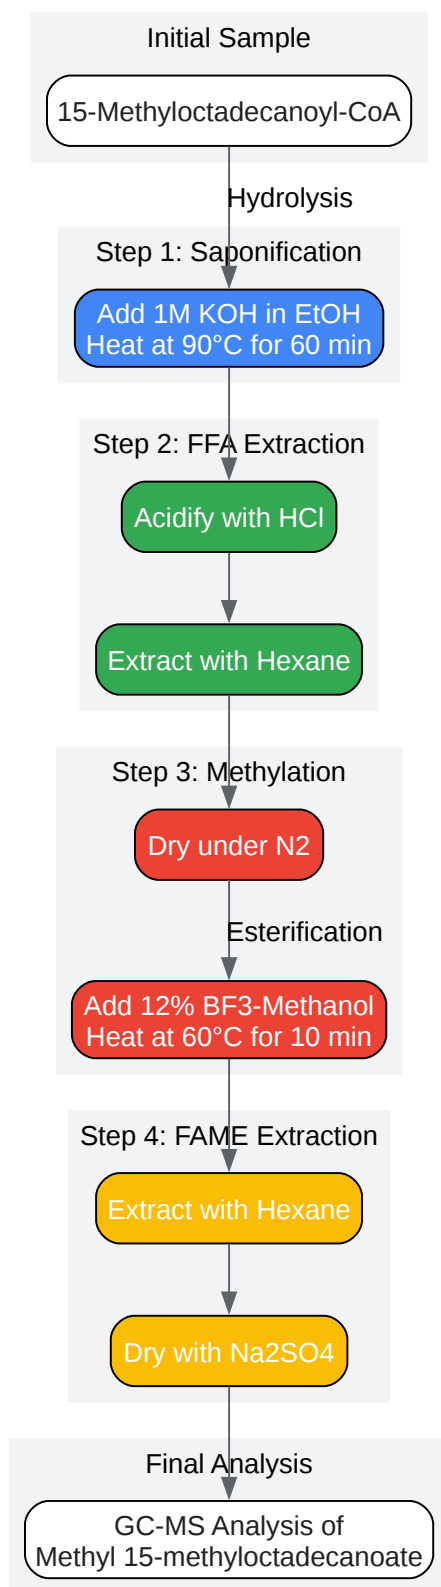 Initial Sample
15-Methyloctadecanoyl-CoA
Hydrolysis
Step 1: Saponification
Add 1M KOH in EtOH
Heat at 90°C for 60 min
Step 2: FFA Extraction
Acidify with HCl
Extract with Hexane
Step 3: Methylation
Dry under N2
Esterification
Add 12% BF3-Methanol
Heat at 60°C for 10 min
Step 4: FAME Extraction
Extract with Hexane
Dry with Na2SO4
Final Analysis
GC-MS Analysis of
Methyl 15-methyloctadecanoate